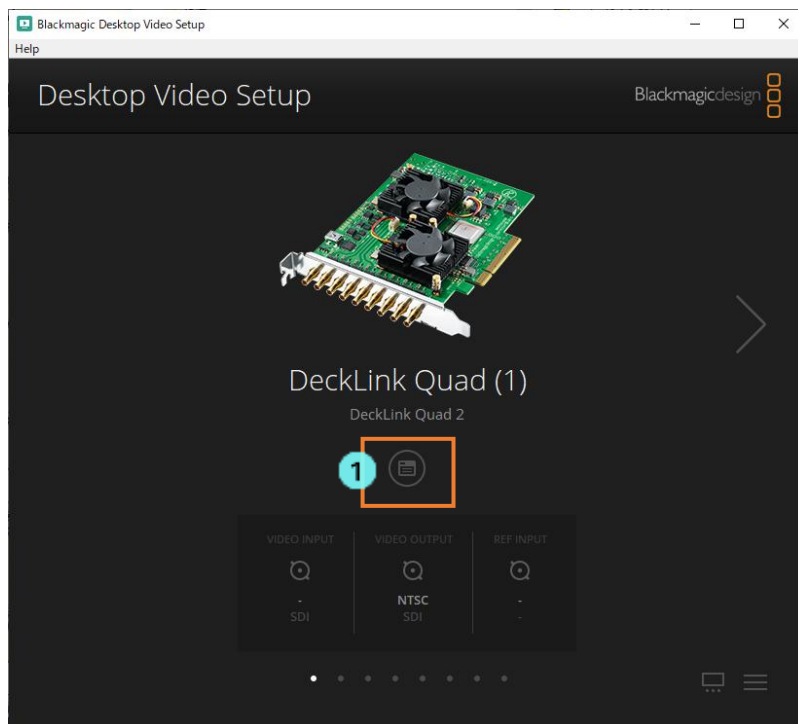 Blackmagic Desktop Video Setup
Help
Desktop Video Setup
Blackmagicdesign
DeckLink Quad (1)
DeckLink Quad 2
1
VIDEO INPUT VIDEO OUTPUT REF INPUT
- NTSC -
SDI SDI -